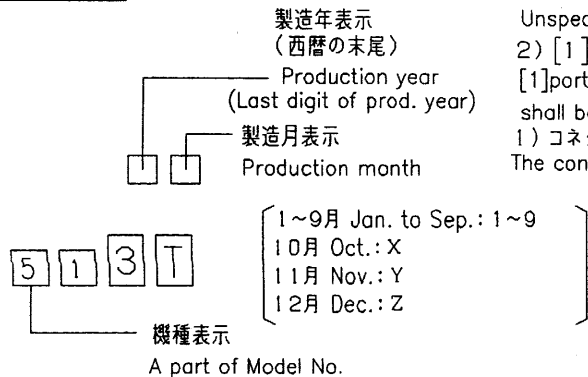 製造年表示
(西暦の末尾)
Production year
(Last digit of prod. year)
製造月表示
Production month
1~9月 Jan. to Sep.: 1~9
10月 Oct.: X
11月 Nov.: Y
12月 Dec.: Z
5 1 3 T
機種表示
A part of Model No.
2) [1]
[1]port
shall b
1) コネ
The con